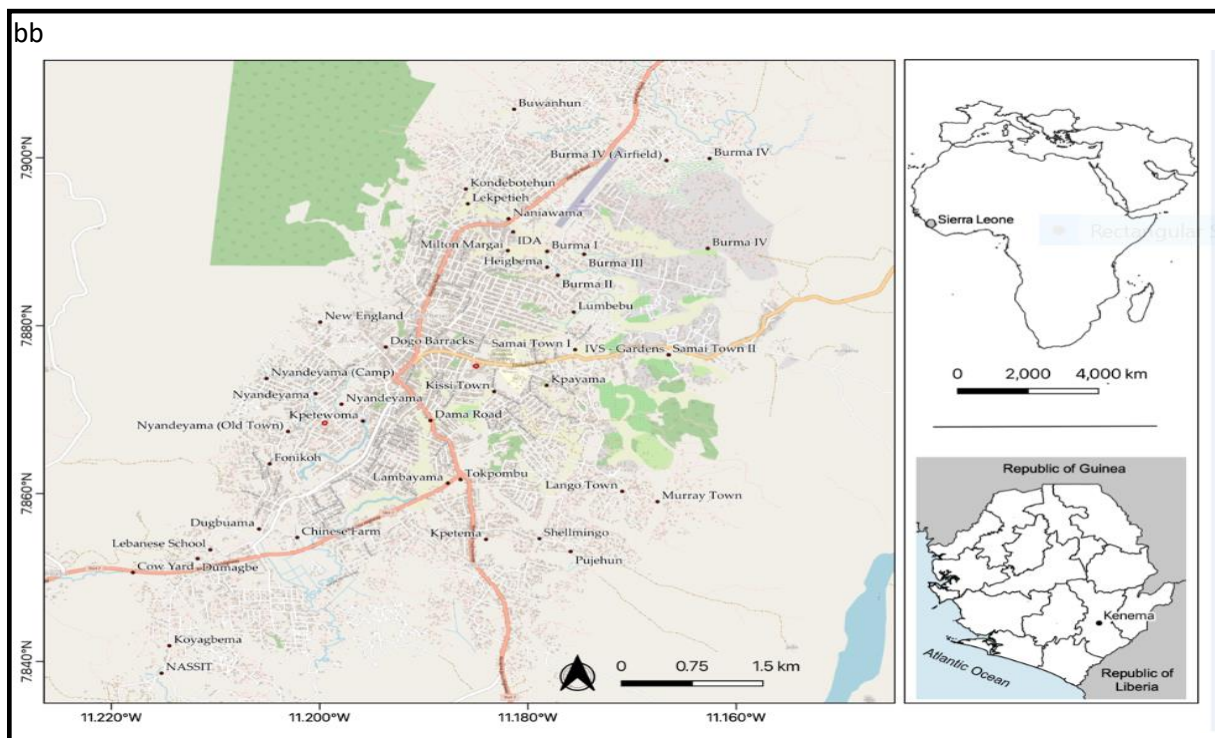 bb
Buwanhun
7.900°N
Burma IV (Airfield)
Burma IV
Kondebotehun
Lekpetieh
Naniawama
IDA
Milton Margai
Burma I
Burma IV
Heigbema
Burma III
Burma II
7.880°N
Lumbebu
New England
Dogo Barracks
Samai Town I
IVS - Gardens
Samai Town II
Nyandeyama (Camp)
Kissi Town
Kpayama
Nyandeyama
Nyandeyama
Kpetewoma
Dama Road
Nyandeyama (Old Town)
Fonikoh
Tokpombu
Lambayama
7.860°N
Lango Town
Murray Town
Dugbuama
Chinese Farm
Kpetema
Shellmingo
Lebanese School
Pujehun
Cow Yard
Dumagbe
Koyagbema
NASSIT
7.840°N
0 0.75 1.5 km
11.220°W 11.200°W 11.180°W 11.160°W
Sierra Leone
Rectangular S
0 2,000 4,000 km
Republic of Guinea
Kenema
Atlantic Ocean
Republic of
Liberia